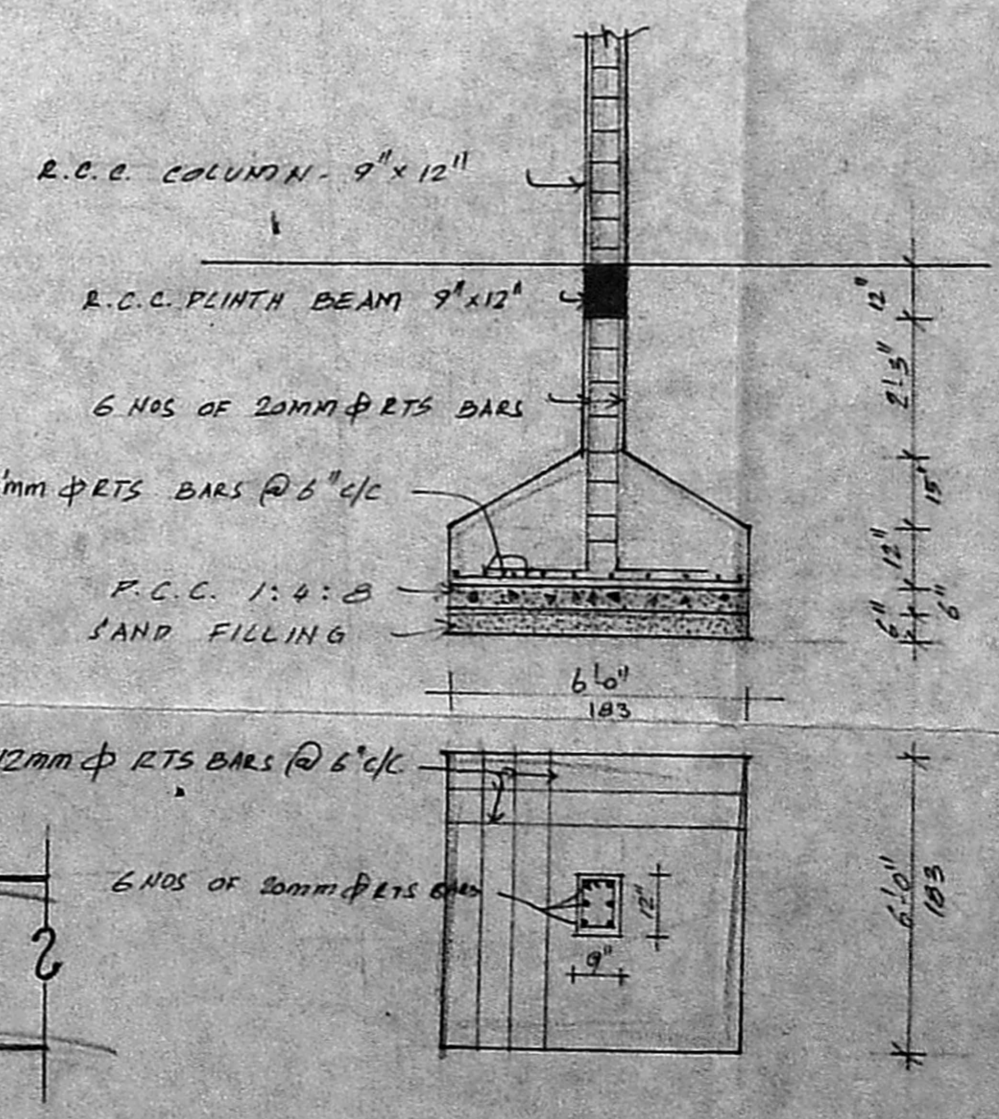 R.C.C. COLUMN - 9" x 12"
R.C.C. PLINTH BEAM 9" x 12"
12"
2'-3"
6 NOS OF 20mm ϕ RTS BARS
mm ϕ RTS BARS @ 6" c/c
15"
12"
P.C.C. 1:4:8
6"
6"
SAND FILLING
6'-0"
183
12mm ϕ RTS BARS @ 6" c/c
6 NOS OF 20mm ϕ RTS BARS
12"
9"
6'-0"
183